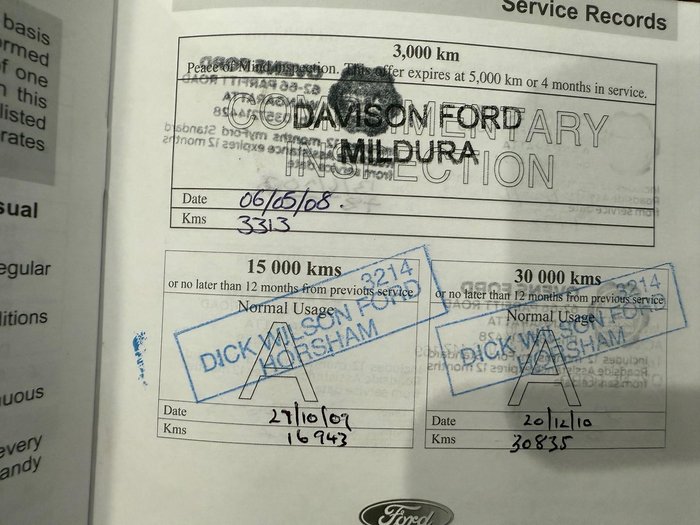 basis
ormed
of one
n this
listed
rates
sual
egular
litions
nuous
every
andy
Service Records
3,000 km
Peace of Mind Inspection. This offer expires at 5,000 km or 4 months in service.
COMPLIMENTARY
INSPECTION
DAVISON FORD
MILDURA
Date 06/05/08.
Kms 3313
15 000 kms
or no later than 12 months from previous service
Normal Usage
A
3214
DICK WILSON FORD
HORSHAM
Date 27/10/09
Kms 16943
30 000 kms
or no later than 12 months from previous service
Normal Usage
A
3214
DICK WILSON FORD
HORSHAM
Date 20/12/10
Kms 30835
Ford